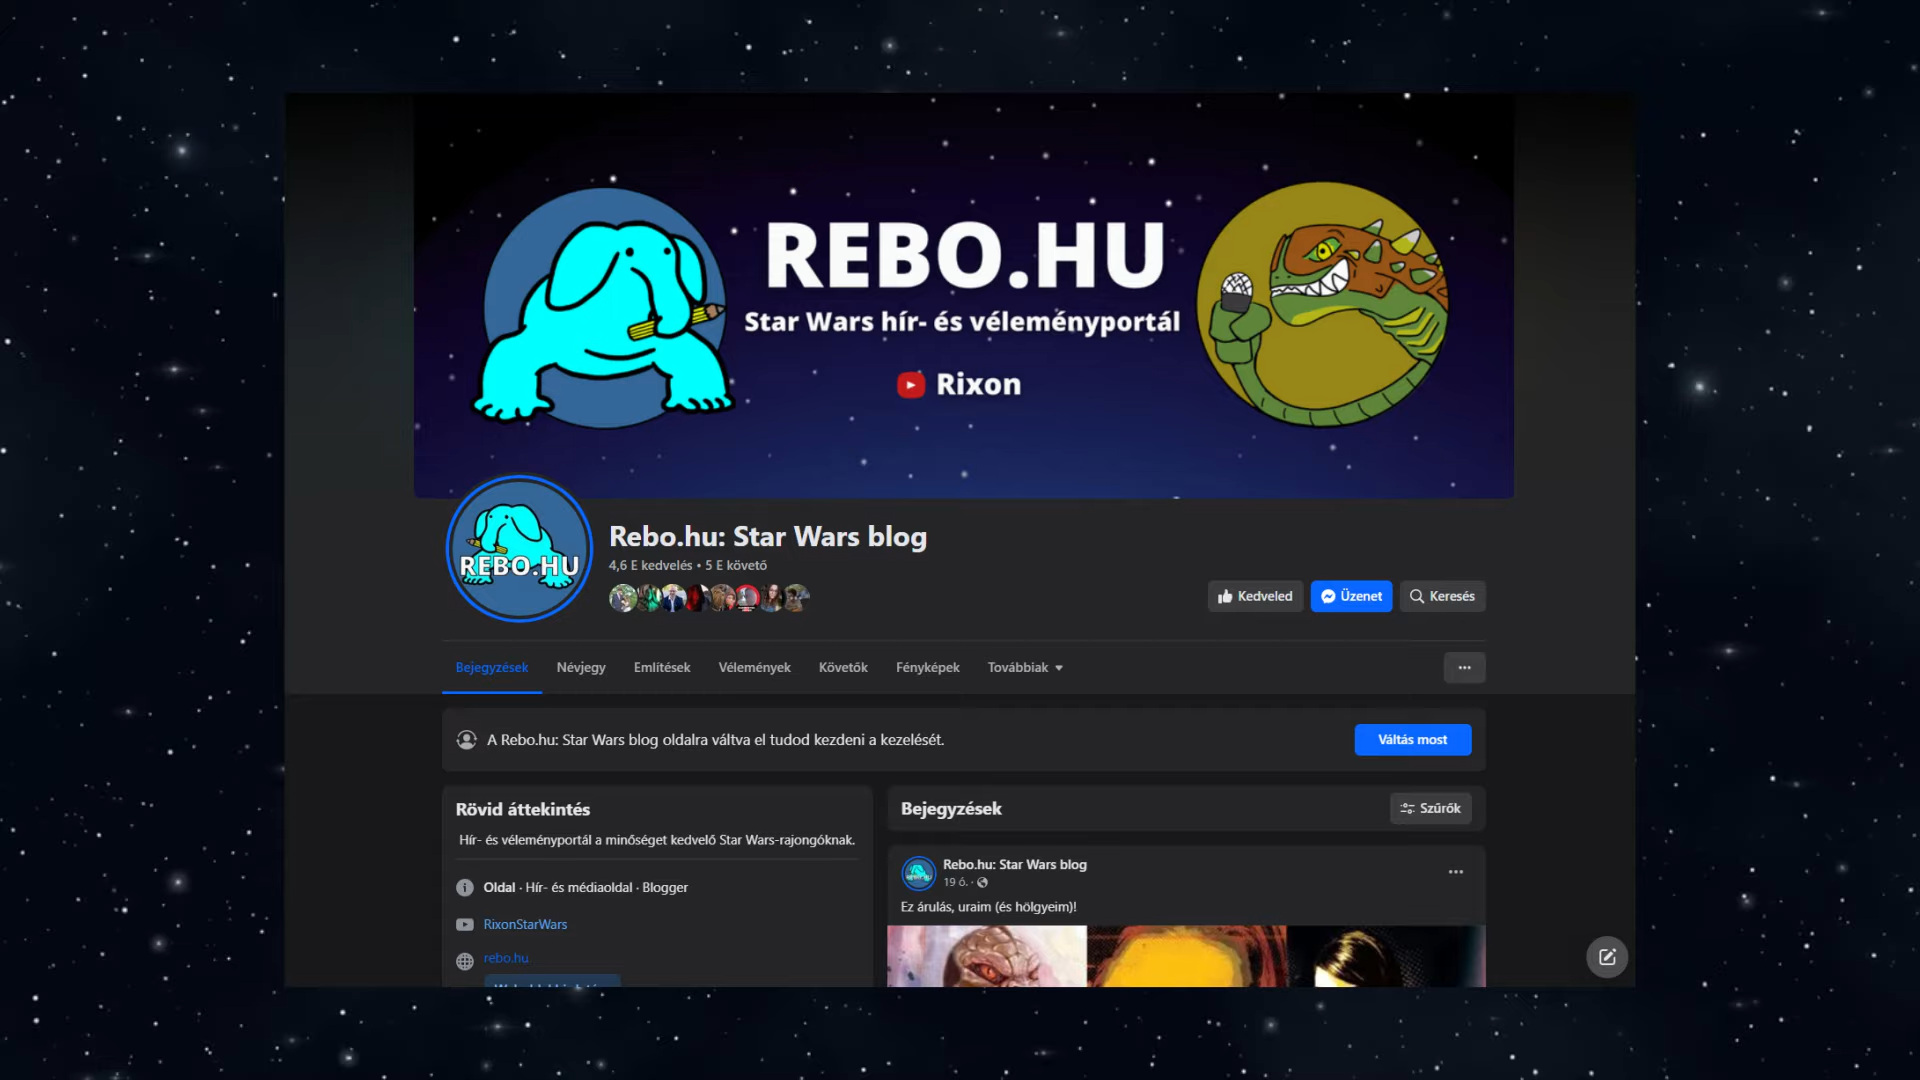 REBO.HU
Star Wars hír- és véleményportál
Rixon
REBO.HU
Rebo.hu: Star Wars blog
4,6 E kedvelés • 5 E követő
Kedveled
Üzenet
Keresés
Bejegyzések
Névjegy
Említések
Vélemények
Követők
Fényképek
Továbbiak
A Rebo.hu: Star Wars blog oldalra váltva el tudod kezdeni a kezelését.
Váltás most
Rövid áttekintés
Hír- és véleményportál a minőséget kedvelő Star Wars-rajongóknak.
Oldal · Hír- és médiaoldal · Blogger
RixonStarWars
rebo.hu
Bejegyzések
Szűrők
Rebo.hu: Star Wars blog
19 ó. ·
Ez árulás, uraim (és hölgyeim)!